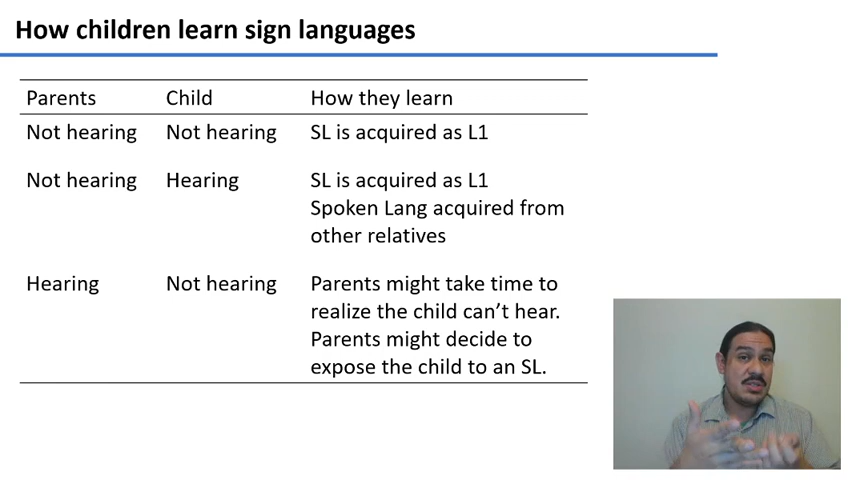 How children learn sign languages
Parents Child How they learn
Not hearing Not hearing SL is acquired as L1
Not hearing Hearing SL is acquired as L1
Spoken Lang acquired from
other relatives
Hearing Not hearing Parents might take time to
realize the child can’t hear.
Parents might decide to
expose the child to an SL.